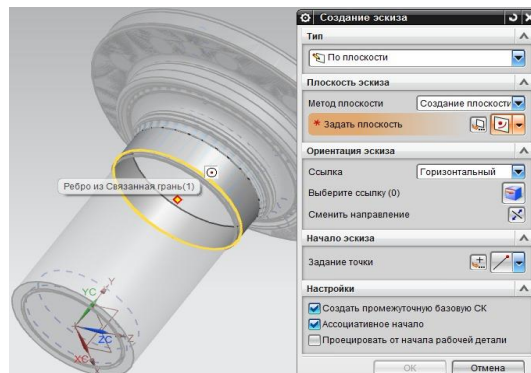 Создание эскиза
Тип
По плоскости
Плоскость эскиза
Метод плоскости Создание плоскости
* Задать плоскость
Ориентация эскиза
Ссылка Горизонтальный
Выберите ссылку (0)
Сменить направление
Начало эскиза
Задание точки
Настройки
Создать промежуточную базовую СК
Ассоциативное начало
Проецировать от начала рабочей детали
ОК Отмена
Ребро из Связанная грань(1)
Y
YC
ZC Z
XC
X